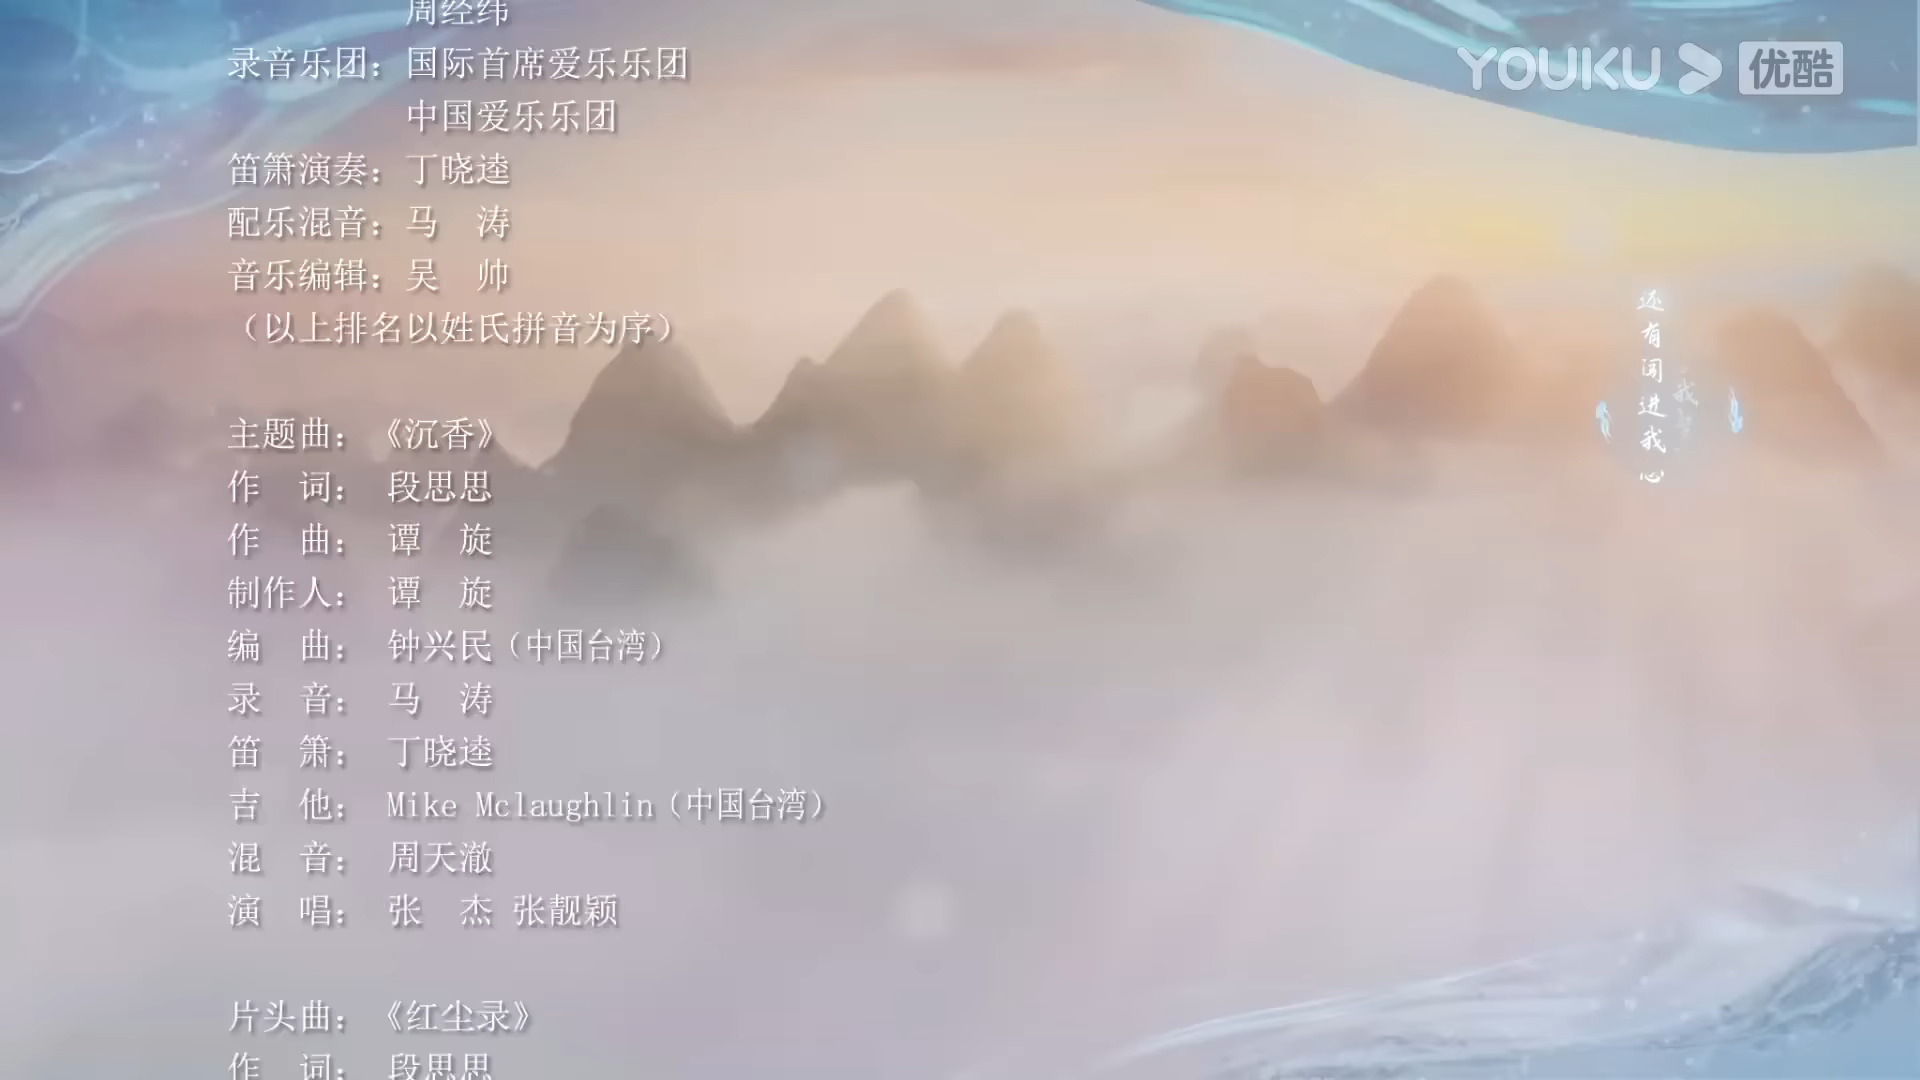 周经纬
录音乐团：国际首席爱乐乐团
中国爱乐乐团
笛箫演奏：丁晓逵
配乐混音：马　涛
音乐编辑：吴　帅
（以上排名以姓氏拼音为序）
主题曲：《沉香》
作　词：段思思
作　曲：谭　旋
制作人：谭　旋
编　曲：钟兴民（中国台湾）
录　音：马　涛
笛　箫：丁晓逵
吉　他：Mike Mclaughlin（中国台湾）
混　音：周天澈
演　唱：张　杰 张靓颖
片头曲：《红尘录》
作　词：段思思
YOUKU 优酷
还有闯进我心